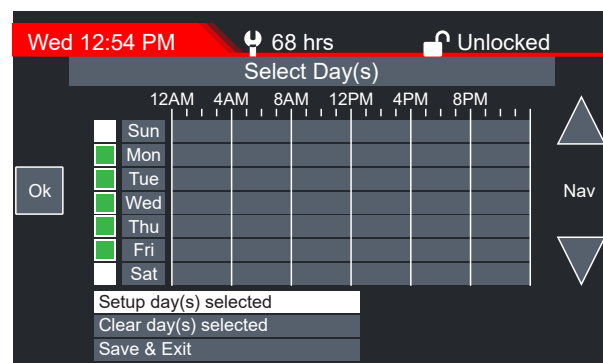 Wed 12:54 PM 68 hrs Unlocked
Select Day(s)
12AM 4AM 8AM 12PM 4PM 8PM
Sun
Mon
Tue
Ok Wed Nav
Thu
Fri
Sat
Setup day(s) selected
Clear day(s) selected
Save & Exit